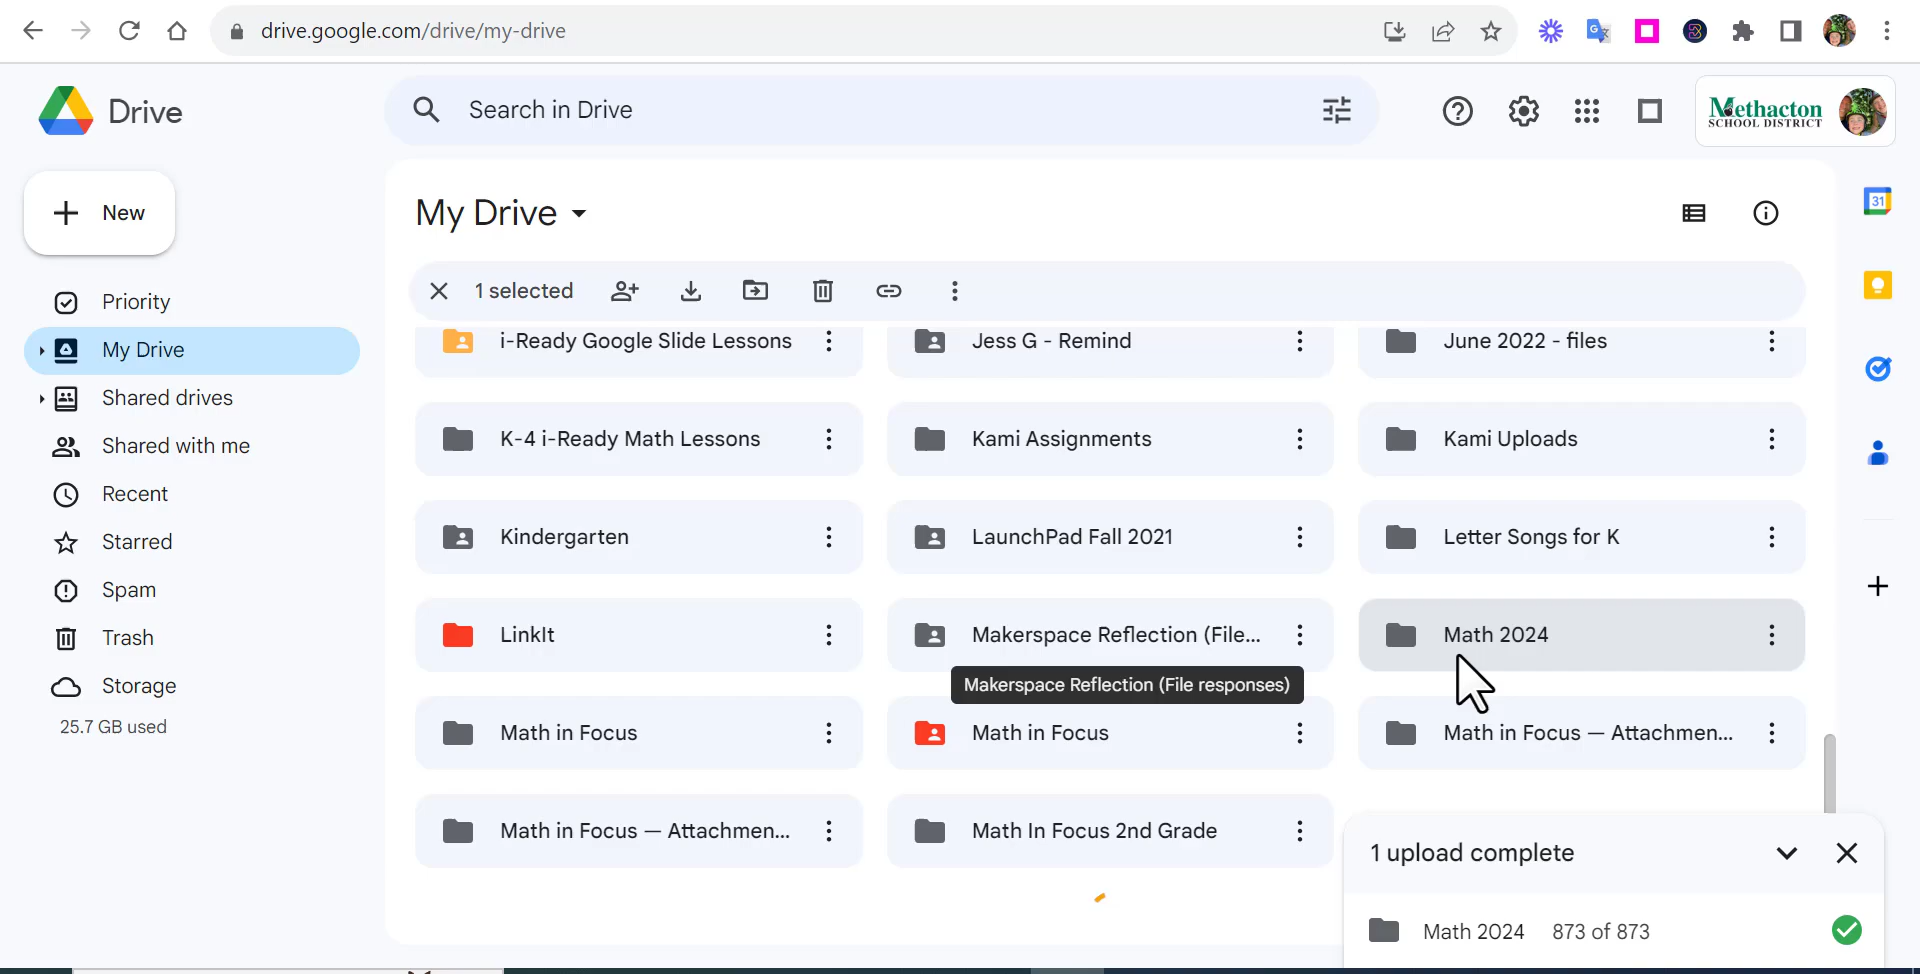 drive.google.com/drive/my-drive
Drive
Search in Drive
Methacton
SCHOOL DISTRICT
New
My Drive
31
1 selected
Priority
My Drive
Shared drives
Shared with me
Recent
Starred
Spam
Trash
Storage
25.7 GB used
i-Ready Google Slide Lessons
Jess G - Remind
June 2022 - files
K-4 i-Ready Math Lessons
Kami Assignments
Kami Uploads
Kindergarten
LaunchPad Fall 2021
Letter Songs for K
LinkIt
Makerspace Reflection (File...
Math 2024
Makerspace Reflection (File responses)
Math in Focus
Math in Focus
Math in Focus — Attachmen...
Math in Focus — Attachmen...
Math In Focus 2nd Grade
1 upload complete
Math 2024 873 of 873